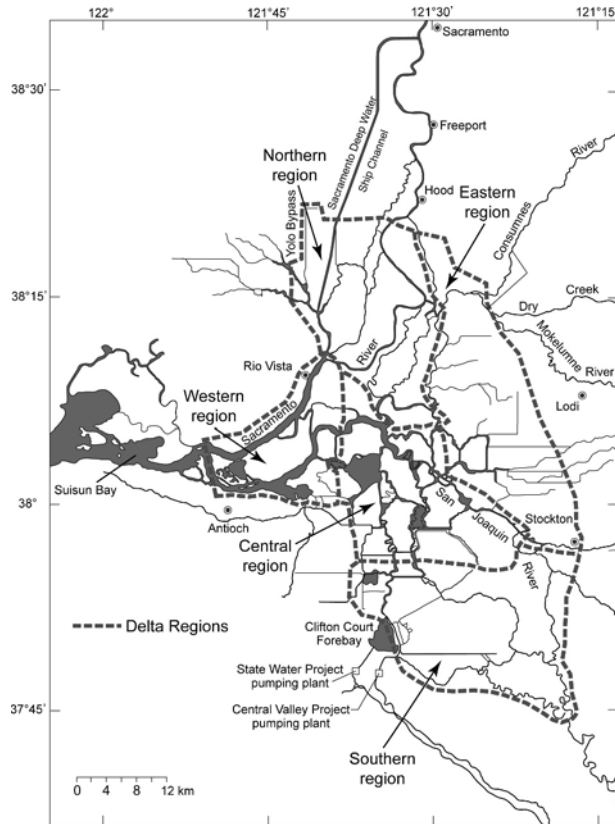 122°
121°45'
121°30'
121°15'
Sacramento
38°30'
Sacramento Deep Water
Ship Channel
Freeport
Northern
region
River
Yolo Bypass
Hood
Eastern
region
Consumnes
38°15'
Dry
Creek
Mokelumne
River
Rio Vista
River
Lodi
Western
region
Sacramento
Suisun Bay
San
Joaquin
38°
Antioch
Stockton
Central
region
River
Delta Regions
Clifton Court
Forebay
State Water Project
pumping plant
37°45'
Central Valley Project
pumping plant
Southern
region
0 4 8 12 km